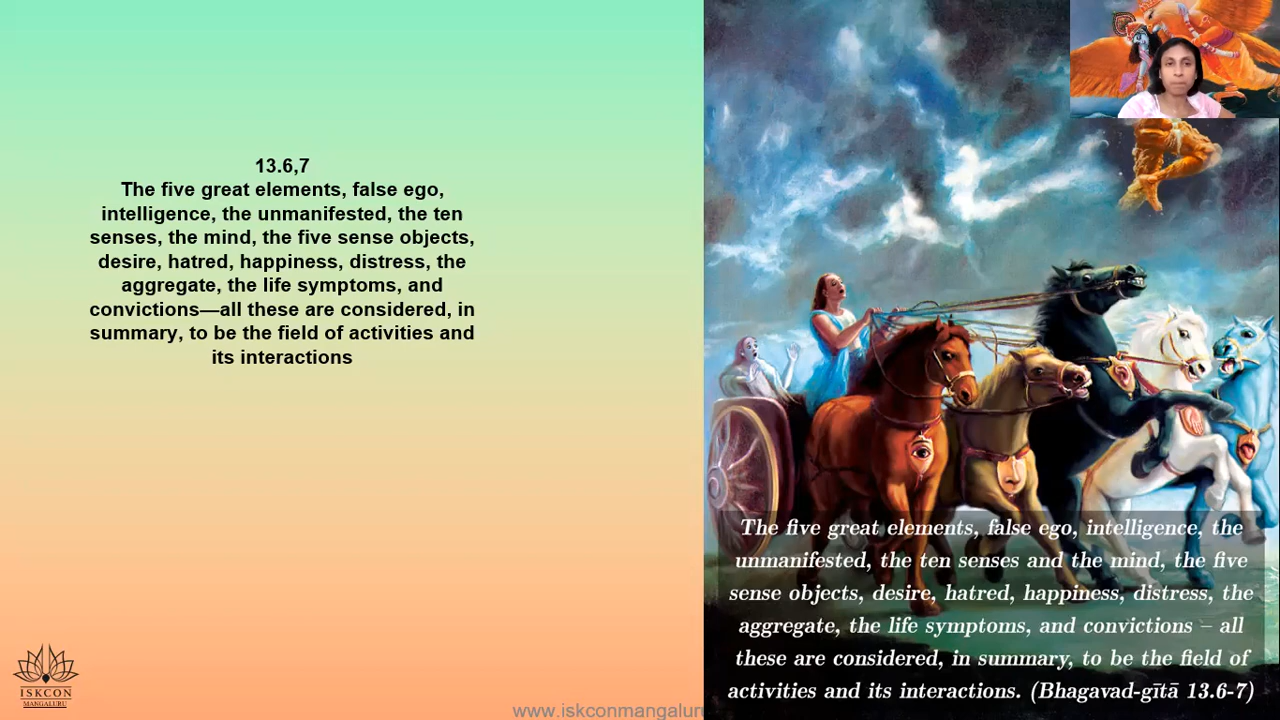 13.6,7
The five great elements, false ego,
intelligence, the unmanifested, the ten
senses, the mind, the five sense objects,
desire, hatred, happiness, distress, the
aggregate, the life symptoms, and
convictions—all these are considered, in
summary, to be the field of activities and
its interactions
The five great elements, false ego, intelligence, the
unmanifested, the ten senses and the mind, the five
sense objects, desire, hatred, happiness, distress, the
aggregate, the life symptoms, and convictions – all
these are considered, in summary, to be the field of
activities and its interactions. (Bhagavad-gītā 13.6-7)
ISKCON
MANGALURU
www.iskconmangaluru